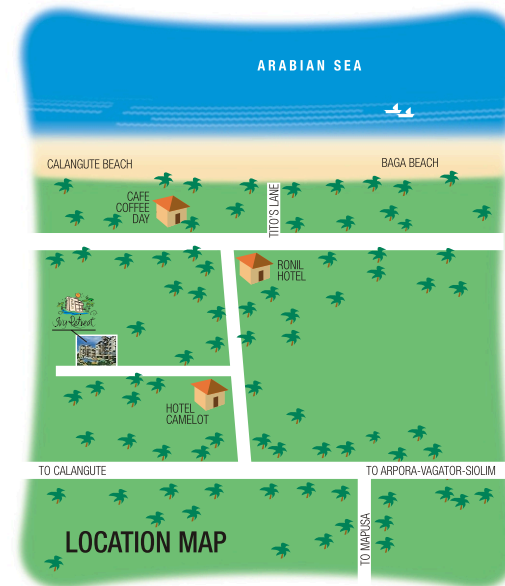 ARABIAN SEA
CALANGUTE BEACH
BAGA BEACH
CAFE
COFFEE
DAY
TITO'S LANE
RONIL
HOTEL
HOTEL
CAMELOT
TO CALANGUTE
TO ARPORA-VAGATOR-SIOLIM
TO MAPUSA
LOCATION MAP